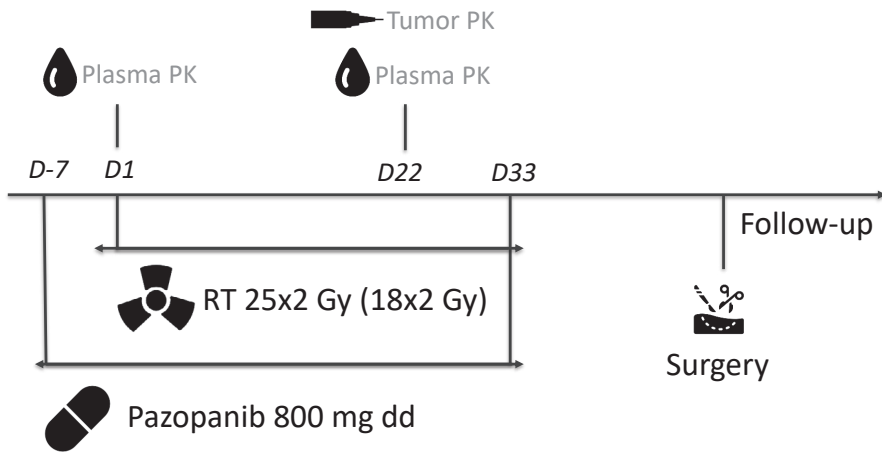 Tumor PK
Plasma PK Plasma PK
D-7 D1 D22 D33
Follow-up
RT 25x2 Gy (18x2 Gy)
Surgery
Pazopanib 800 mg dd